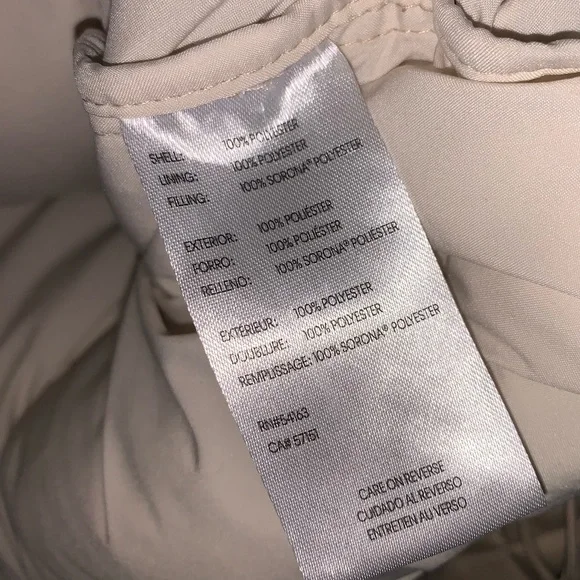 SHELL: 100% POLYESTER
LINING: 100% POLYESTER
FILLING: 100% SORONA® POLYESTER
EXTERIOR: 100% POLIÉSTER
FORRO: 100% POLIÉSTER
RELLENO: 100% SORONA® POLIÉSTER
EXTÉRIEUR: 100% POLYESTER
DOUBLURE: 100% POLYESTER
REMPLISSAGE: 100% SORONA® POLYESTER
RN#54163
CA# 57151
CARE ON REVERSE
CUIDADO AL REVERSO
ENTRETIEN AU VERSO